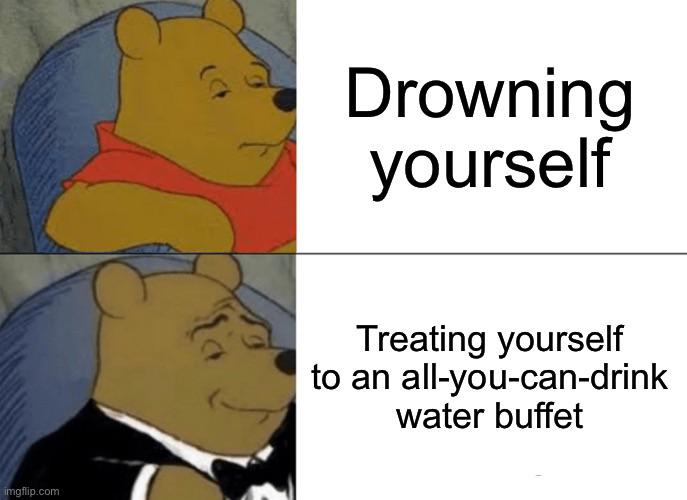 Drowning
yourself
Treating yourself
to an all-you-can-drink
water buffet
imgflip.com